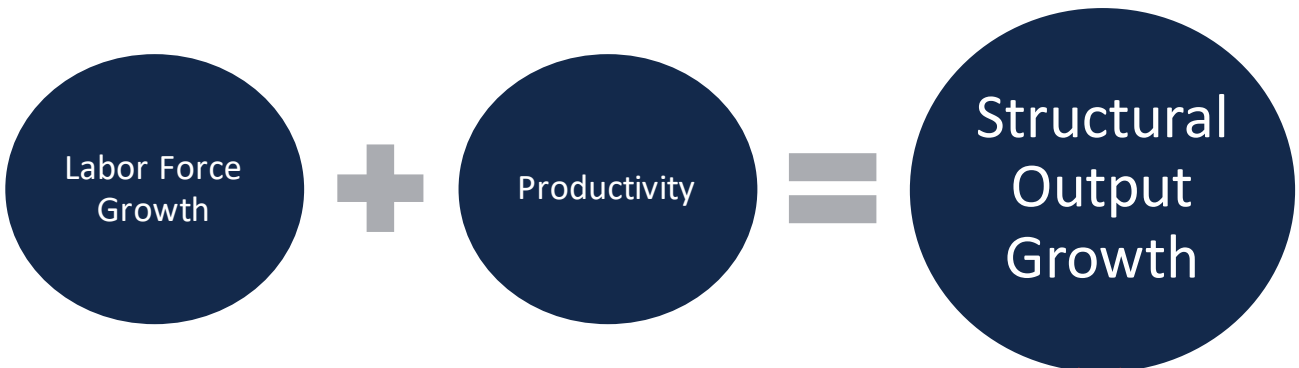 Labor Force
Growth
Productivity
Structural
Output
Growth